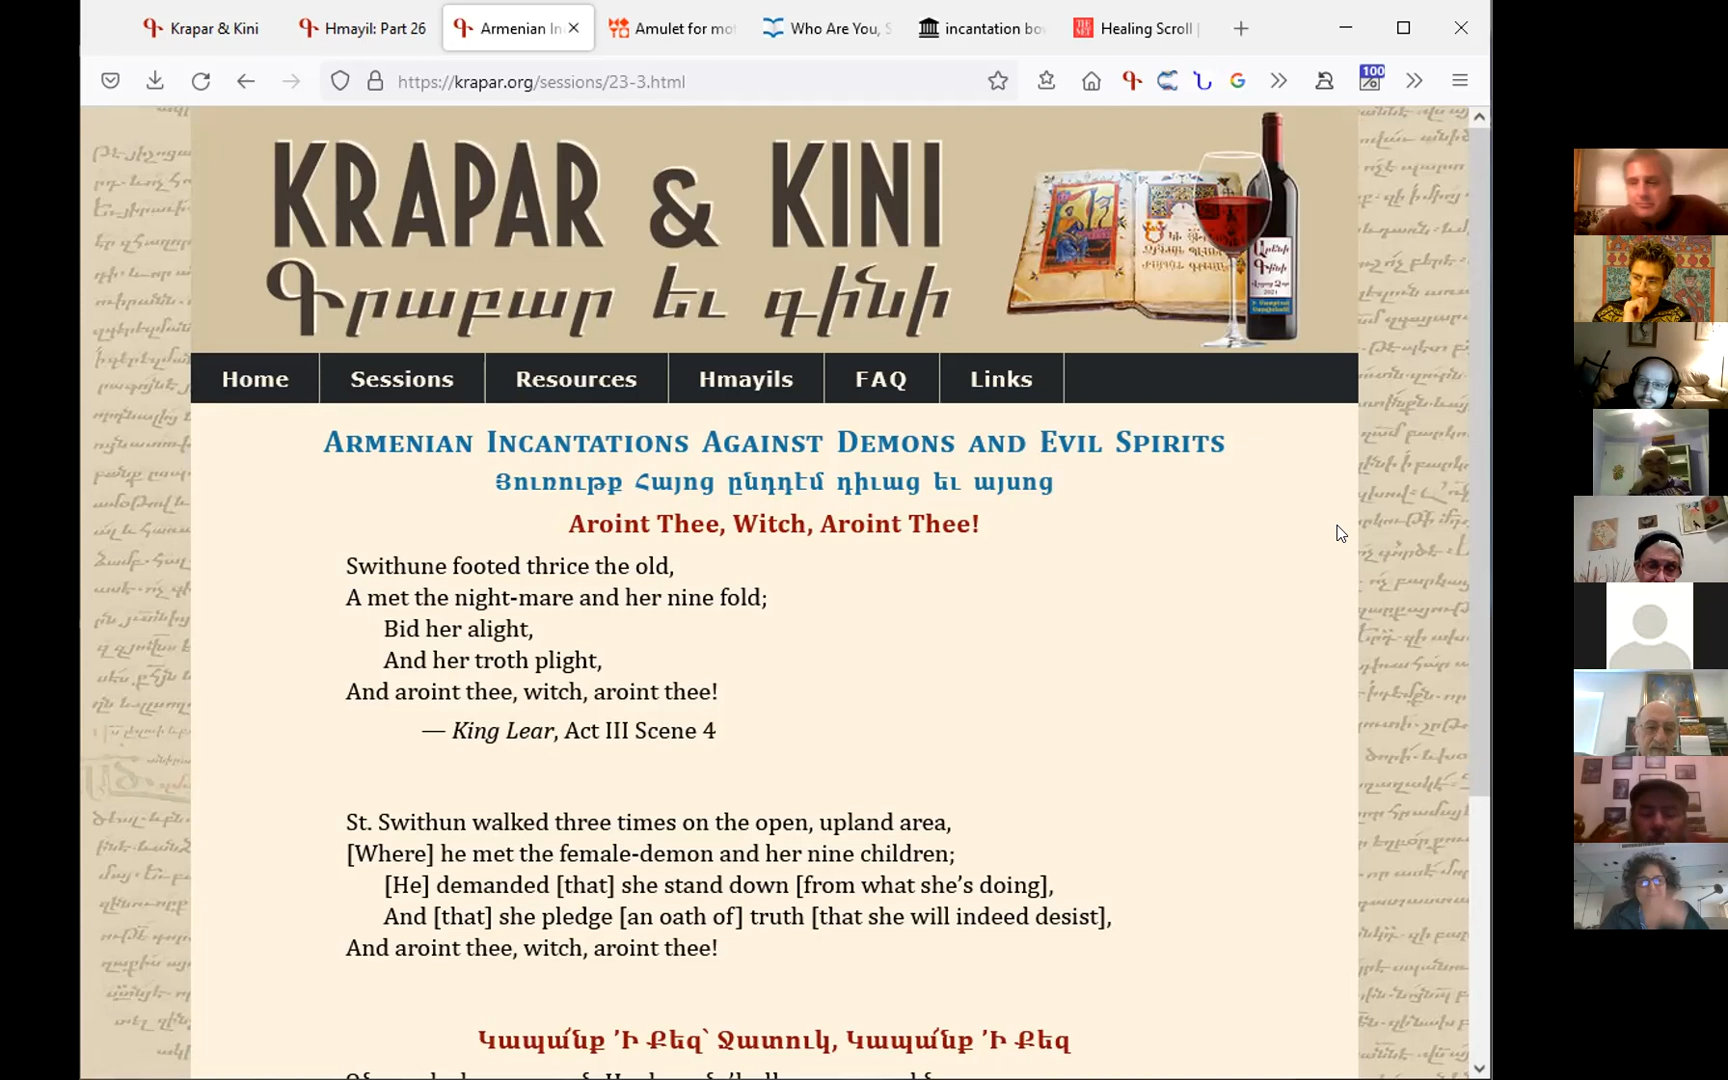 Krapar & Kini
Hmayil: Part 26
Armenian In
Amulet for mo
Who Are You, S
incantation bo
Healing Scroll |
https://krapar.org/sessions/23-3.html
100
KRAPAR & KINI
Գրաբար եւ գինի
Home
Sessions
Resources
Hmayils
FAQ
Links
Armenian Incantations Against Demons and Evil Spirits
Յուռութք Հայոց ընդդէմ դիւաց եւ այսոց
Aroint Thee, Witch, Aroint Thee!
Swithune footed thrice the old,
A met the night-mare and her nine fold;
Bid her alight,
And her troth plight,
And aroint thee, witch, aroint thee!
— King Lear, Act III Scene 4
St. Swithun walked three times on the open, upland area,
[Where] he met the female-demon and her nine children;
[He] demanded [that] she stand down [from what she’s doing],
And [that] she pledge [an oath of] truth [that she will indeed desist],
And aroint thee, witch, aroint thee!
Կապա՛նք ’Ի Քեզ՝ Ջատուկ, Կապա՛նք ’Ի Քեզ